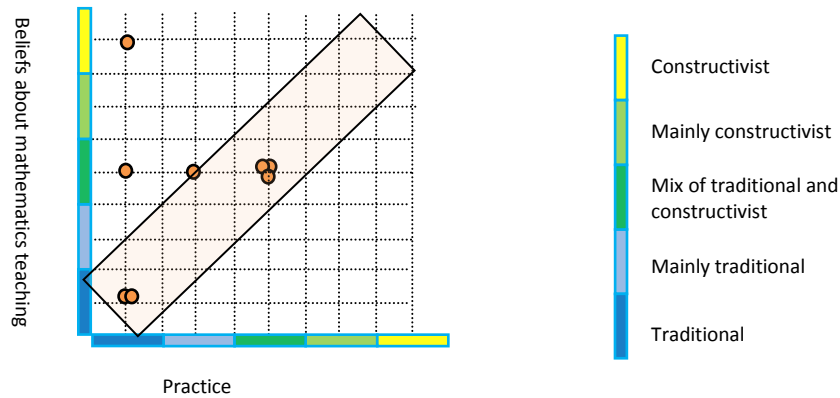 Beliefs about mathematics teaching
Practice
Constructivist
Mainly constructivist
Mix of traditional and
constructivist
Mainly traditional
Traditional